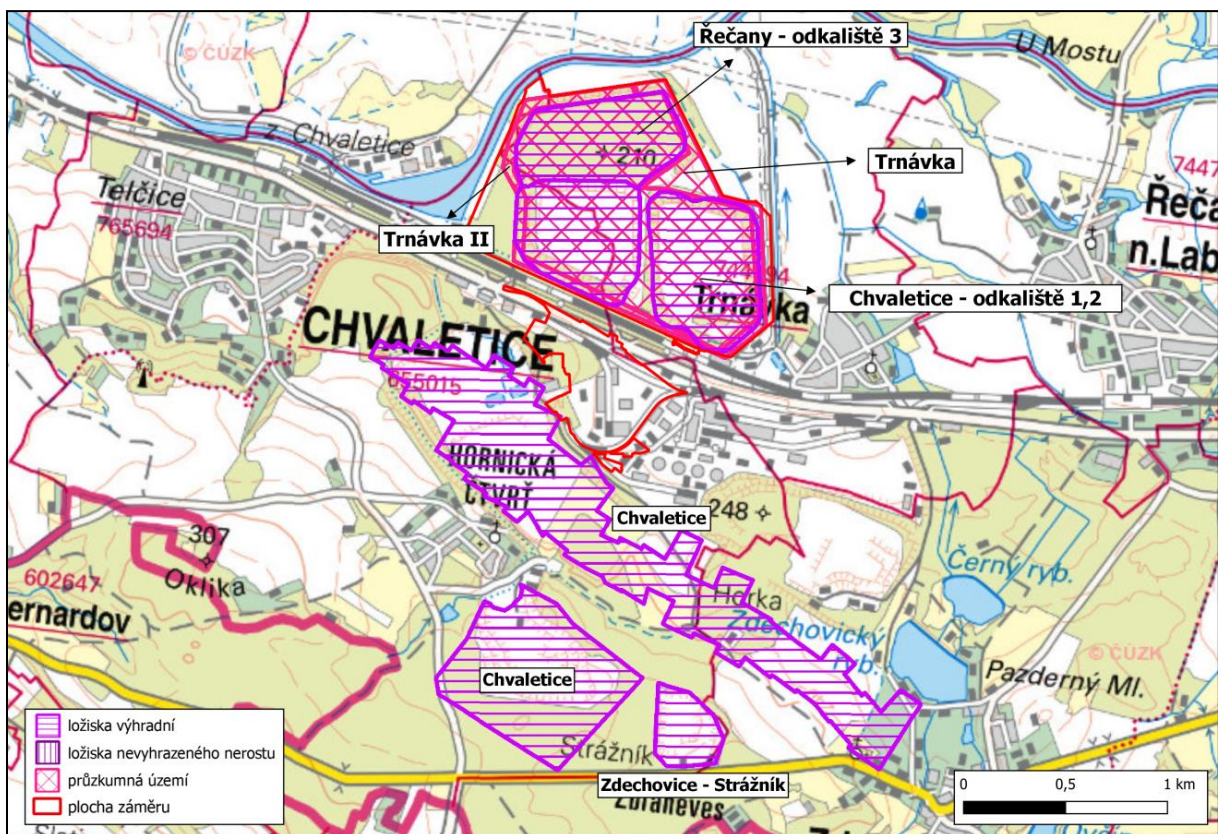 © ČÚZK
Řečany - odkaliště 3
U Mostu
z. Chvaletice
210
Trnávka
7447
Telčice
765694
Řeča
n.Lab
Trnávka II
Trnávka
Chvaletice - odkaliště 1,2
CHVALETICE
655015
HORNICKÁ
ČTVRŤ
Chvaletice
248
307
Oklika
602647
ernardov
Černý ryb.
Horka
Zdechovický
ryb.
© ČÚZK
Pazderný Ml.
Chvaletice
Strážník
Zdechovice - Strážník
Zbraněves
ložiska výhradní
ložiska nevyhrazeného nerostu
průzkumná území
plocha záměru
0 0,5 1 km